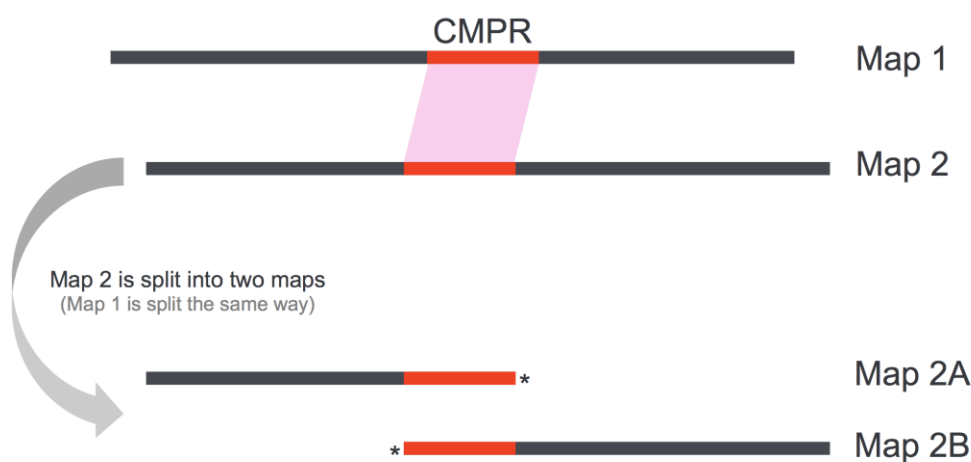 CMPR
Map 1
Map 2
Map 2 is split into two maps
(Map 1 is split the same way)
*
Map 2A
*
Map 2B